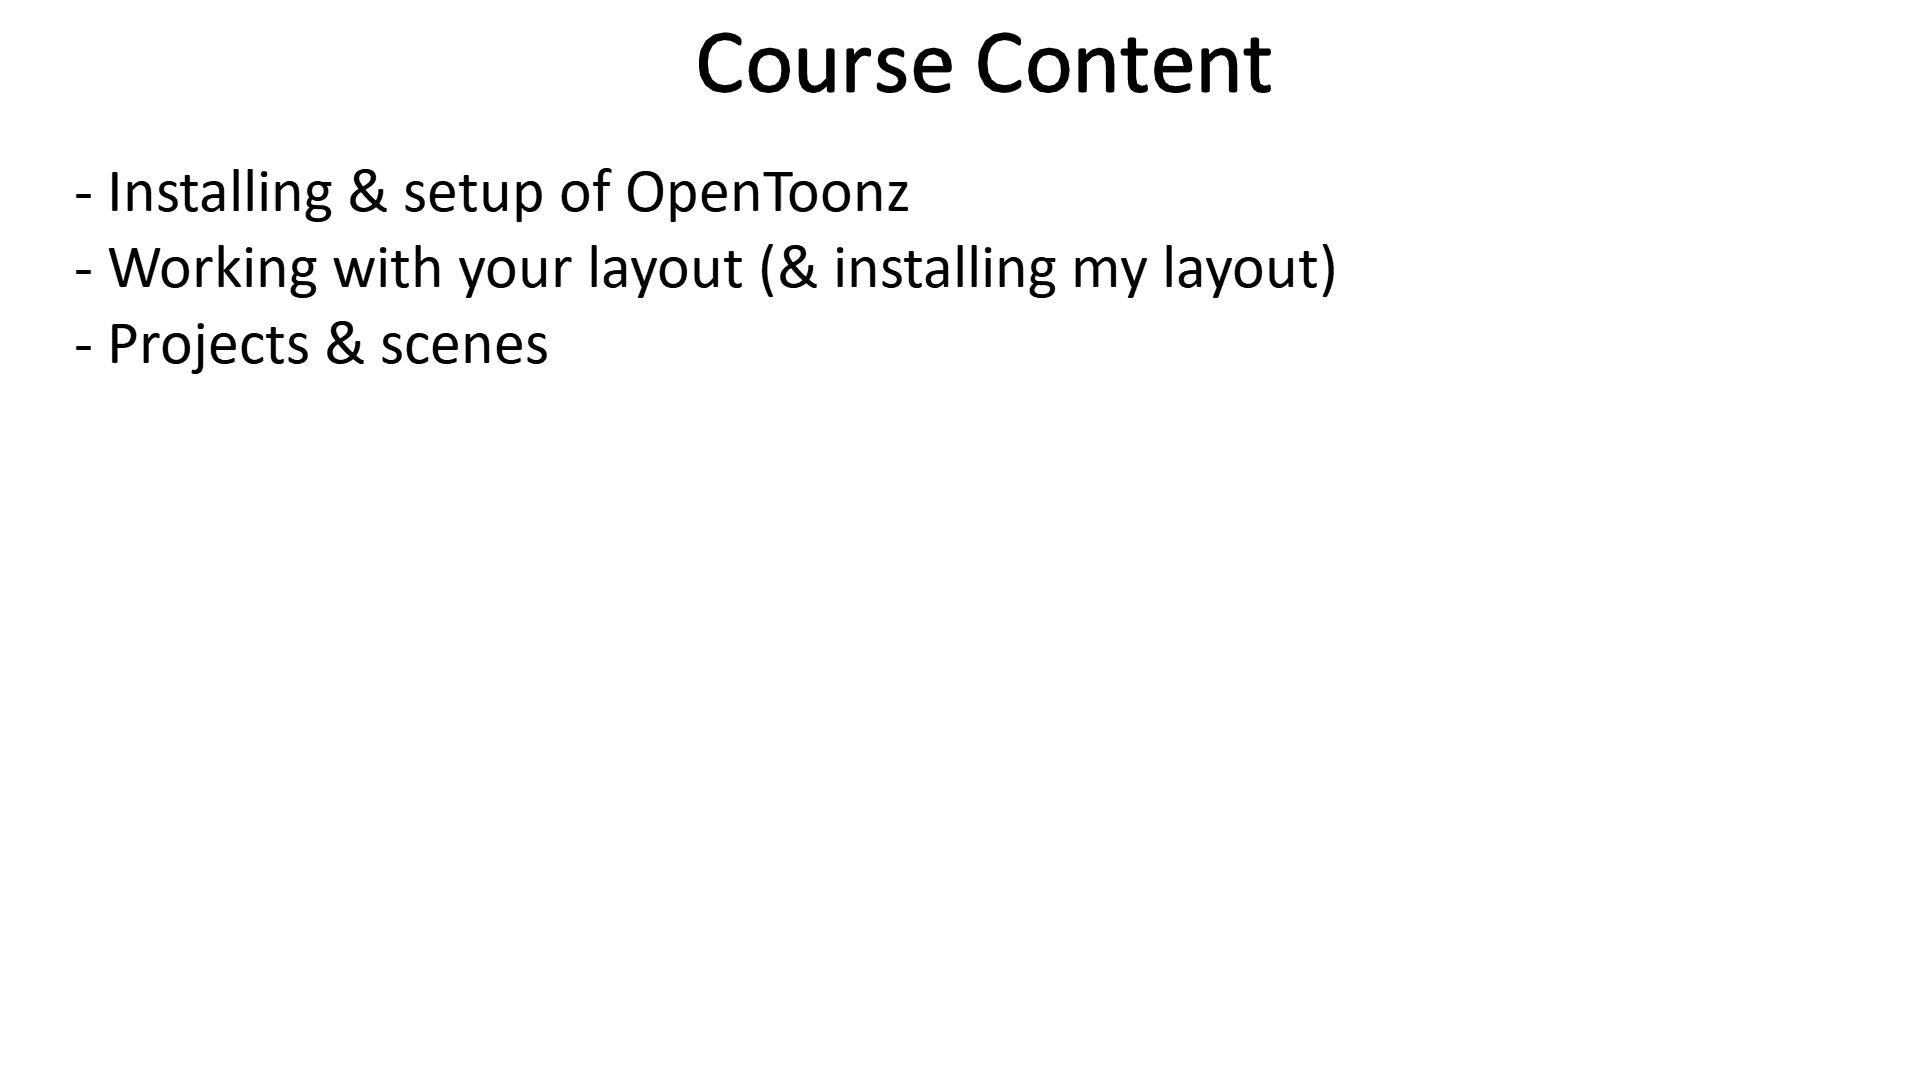 Course Content
- Installing & setup of OpenToonz
- Working with your layout (& installing my layout)
- Projects & scenes